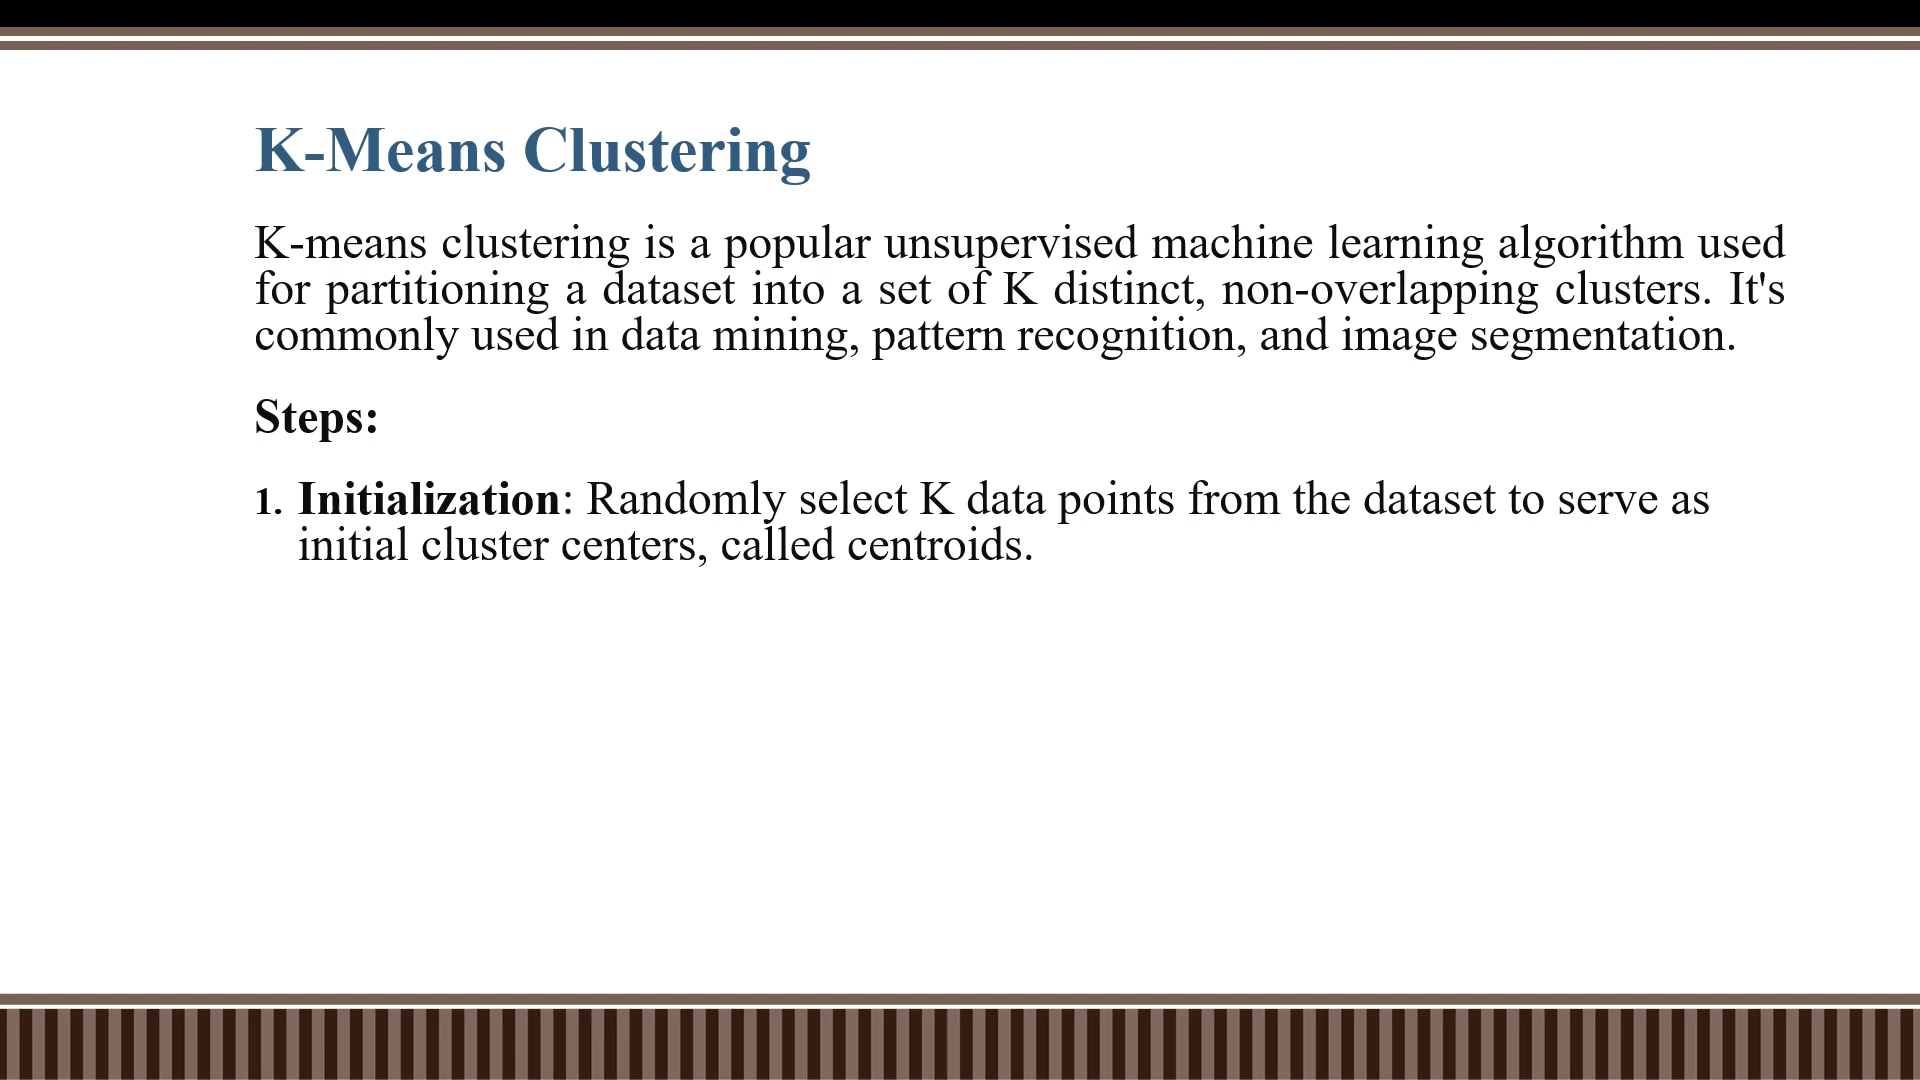 K-Means Clustering
K-means clustering is a popular unsupervised machine learning algorithm used
for partitioning a dataset into a set of K distinct, non-overlapping clusters. It's
commonly used in data mining, pattern recognition, and image segmentation.
Steps:
1. Initialization: Randomly select K data points from the dataset to serve as
initial cluster centers, called centroids.